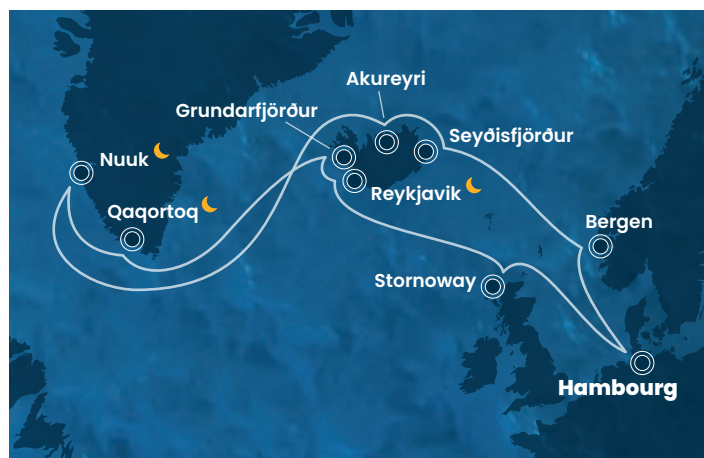 Akureyri
Grundarfjörður
Seyðisfjörður
Nuuk
Reykjavik
Qaqortoq
Bergen
Stornoway
Hambourg